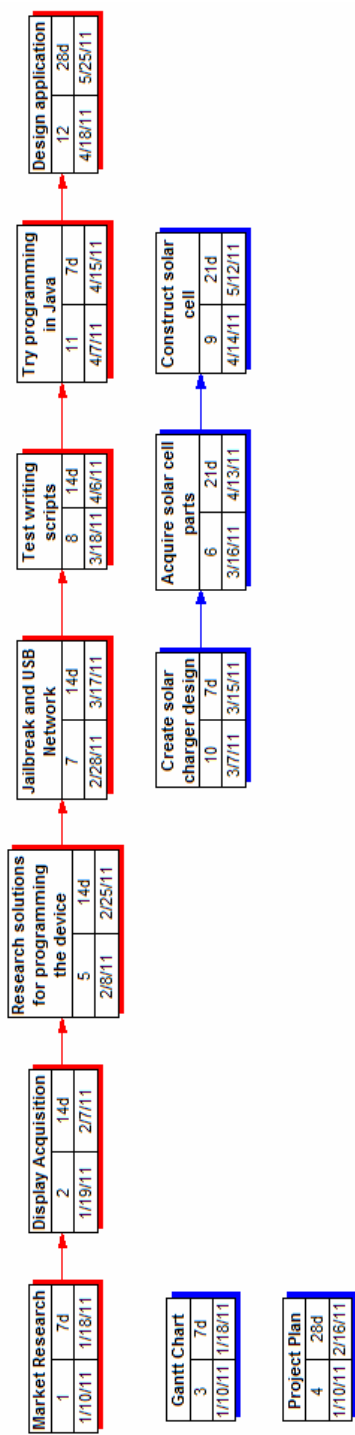 Market Research
1 7d
1/10/11 1/18/11
Display Acquisition
2 14d
1/19/11 2/7/11
Research solutions
for programming
the device
5 14d
2/8/11 2/25/11
Jailbreak and USB
Network
7 14d
2/28/11 3/17/11
Test writing
scripts
8 14d
3/18/11 4/6/11
Try programming
in Java
11 7d
4/7/11 4/15/11
Design application
12 28d
4/18/11 5/25/11
Create solar
charger design
10 7d
3/7/11 3/15/11
Acquire solar cell
parts
6 21d
3/16/11 4/13/11
Construct solar
cell
9 21d
4/14/11 5/12/11
Gantt Chart
3 7d
1/10/11 1/18/11
Project Plan
4 28d
1/10/11 2/16/11